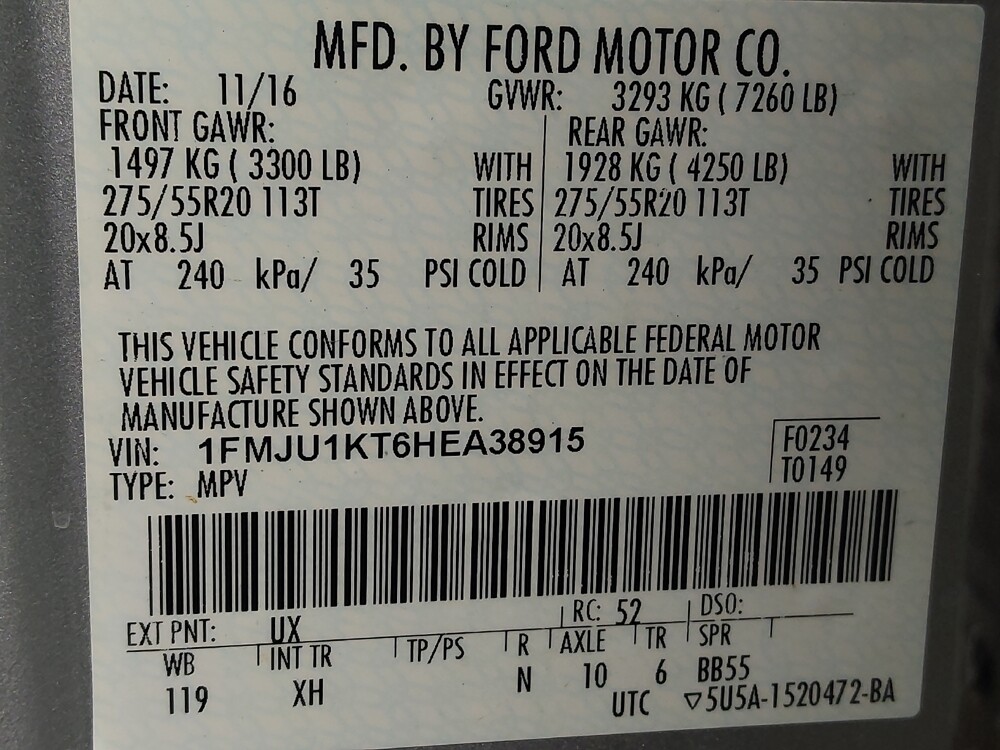 MFD. BY FORD MOTOR CO.
DATE: 11/16 GVWR: 3293 KG ( 7260 LB)
FRONT GAWR: REAR GAWR:
1497 KG ( 3300 LB) WITH 1928 KG ( 4250 LB) WITH
275/55R20 113T TIRES 275/55R20 113T TIRES
20x8.5J RIMS 20x8.5J RIMS
AT 240 kPa/ 35 PSI COLD AT 240 kPa/ 35 PSI COLD
THIS VEHICLE CONFORMS TO ALL APPLICABLE FEDERAL MOTOR
VEHICLE SAFETY STANDARDS IN EFFECT ON THE DATE OF
MANUFACTURE SHOWN ABOVE.
VIN: 1FMJU1KT6HEA38915 F0234
TYPE: MPV T0149
EXT PNT: UX RC: 52 DSO:
WB INT TR TP/PS R AXLE TR SPR
119 XH N 10 6 BB55
UTC ▽5U5A-1520472-BA